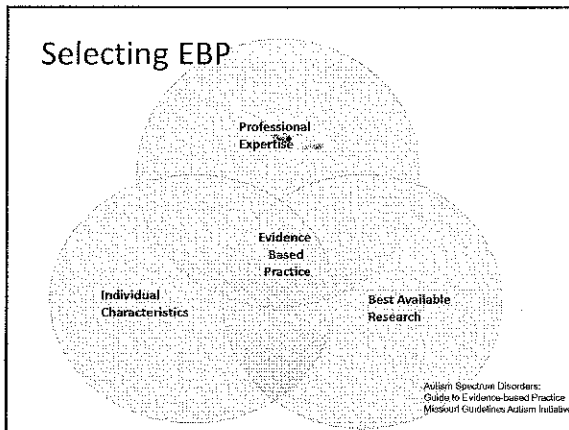 Selecting EBP
Professional
Expertise
Evidence
Based
Practice
Individual
Characteristics
Best Available
Research
Autism Spectrum Disorders:
Guide to Evidence-based Practice
Missouri Guidelines Autism Initiative